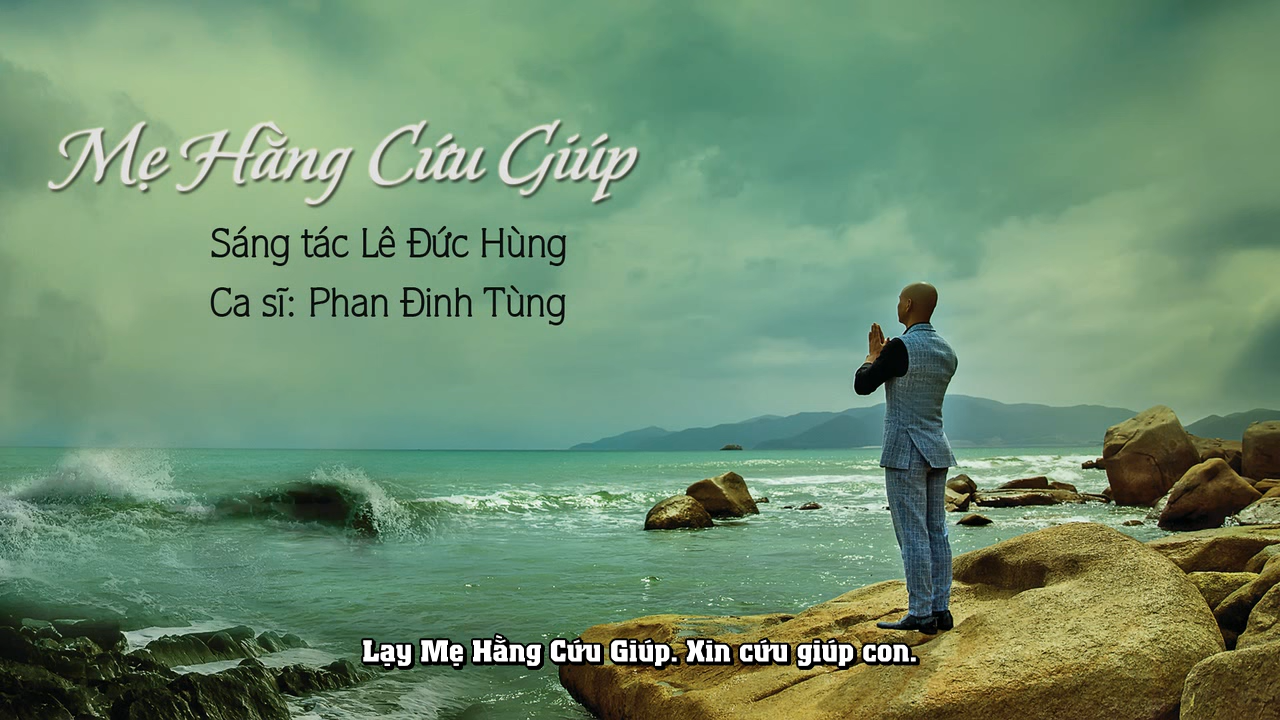 Mẹ Hằng Cứu Giúp
Sáng tác Lê Đức Hùng
Ca sĩ: Phan Đinh Tùng
Lạy Mẹ Hằng Cứu Giúp. Xin cứu giúp con.